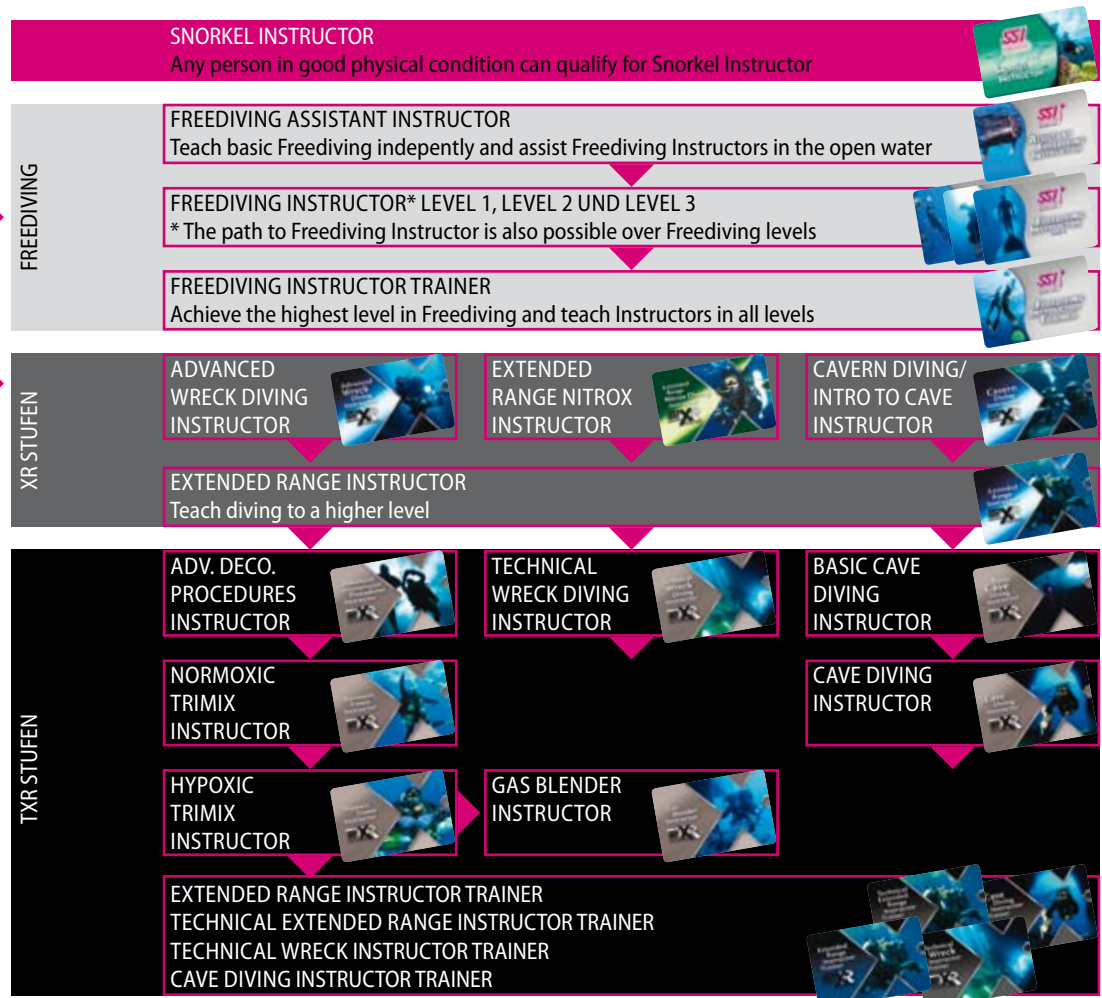 SNORKEL INSTRUCTOR
Any person in good physical condition can qualify for Snorkel Instructor
FREEDIVING
FREEDIVING ASSISTANT INSTRUCTOR
Teach basic Freediving indepently and assist Freediving Instructors in the open water
FREEDIVING INSTRUCTOR* LEVEL 1, LEVEL 2 UND LEVEL 3
* The path to Freediving Instructor is also possible over Freediving levels
FREEDIVING INSTRUCTOR TRAINER
Achieve the highest level in Freediving and teach Instructors in all levels
XR STUFEN
ADVANCED
WRECK DIVING
INSTRUCTOR
EXTENDED
RANGE NITROX
INSTRUCTOR
CAVERN DIVING/
INTRO TO CAVE
INSTRUCTOR
EXTENDED RANGE INSTRUCTOR
Teach diving to a higher level
TXR STUFEN
ADV. DECO.
PROCEDURES
INSTRUCTOR
TECHNICAL
WRECK DIVING
INSTRUCTOR
BASIC CAVE
DIVING
INSTRUCTOR
NORMOXIC
TRIMIX
INSTRUCTOR
CAVE DIVING
INSTRUCTOR
HYPOXIC
TRIMIX
INSTRUCTOR
GAS BLENDER
INSTRUCTOR
EXTENDED RANGE INSTRUCTOR TRAINER
TECHNICAL EXTENDED RANGE INSTRUCTOR TRAINER
TECHNICAL WRECK INSTRUCTOR TRAINER
CAVE DIVING INSTRUCTOR TRAINER